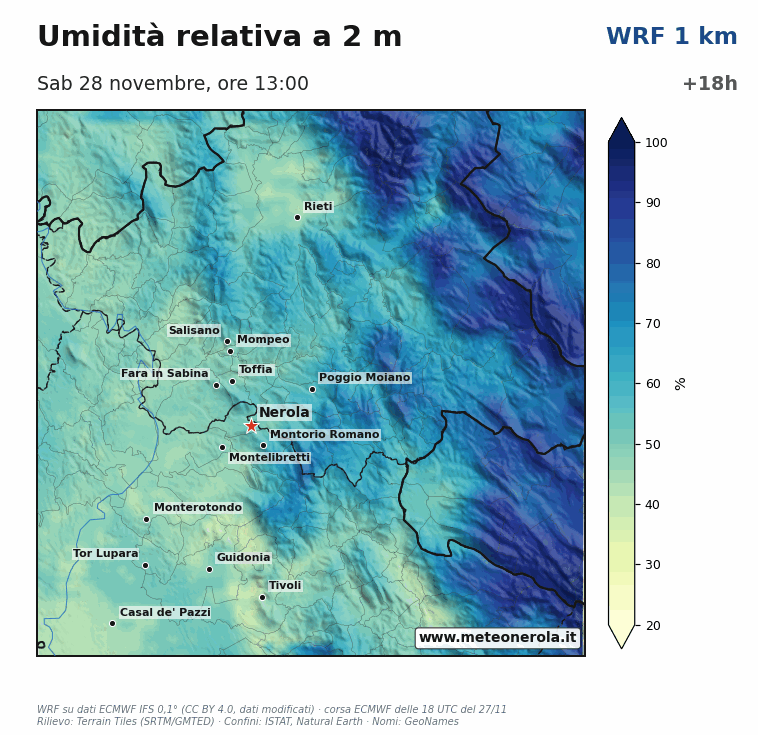 Umidità relativa a 2 m
WRF 1 km
Sab 28 novembre, ore 13:00
+18h
Rieti
Salisano
Mompeo
Toffia
Fara in Sabina
Poggio Moiano
Nerola
Montorio Romano
Montelibretti
Monterotondo
Tor Lupara
Guidonia
Tivoli
Casal de' Pazzi
www.meteonerola.it
100
90
80
70
60
50
40
30
20
%
WRF su dati ECMWF IFS 0,1° (CC BY 4.0, dati modificati) · corsa ECMWF delle 18 UTC del 27/11
Rilievo: Terrain Tiles (SRTM/GMTED) · Confini: ISTAT, Natural Earth · Nomi: GeoNames